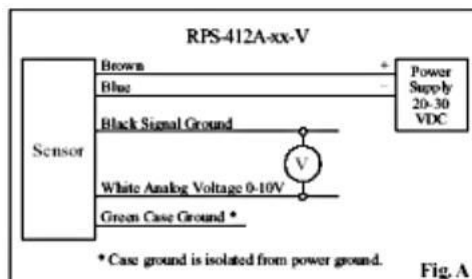 RPS-412A-xx-V
Brown
+
Power
Supply
20-30
VDC
Blue
−
Black Signal Ground
Sensor
V
White Analog Voltage 0-10V
Green Case Ground *
* Case ground is isolated from power ground.
Fig. A